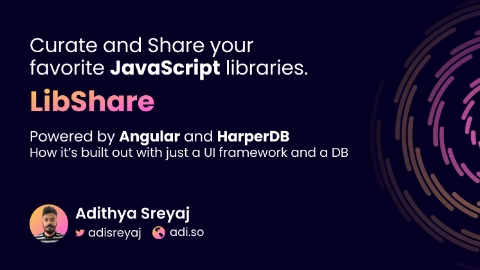 Curate and Share your
favorite JavaScript libraries.
LibShare
Powered by Angular and HarperDB
How it's built out with just a UI framework and a DB
Adithya Sreyaj
adisreyaj adi.so